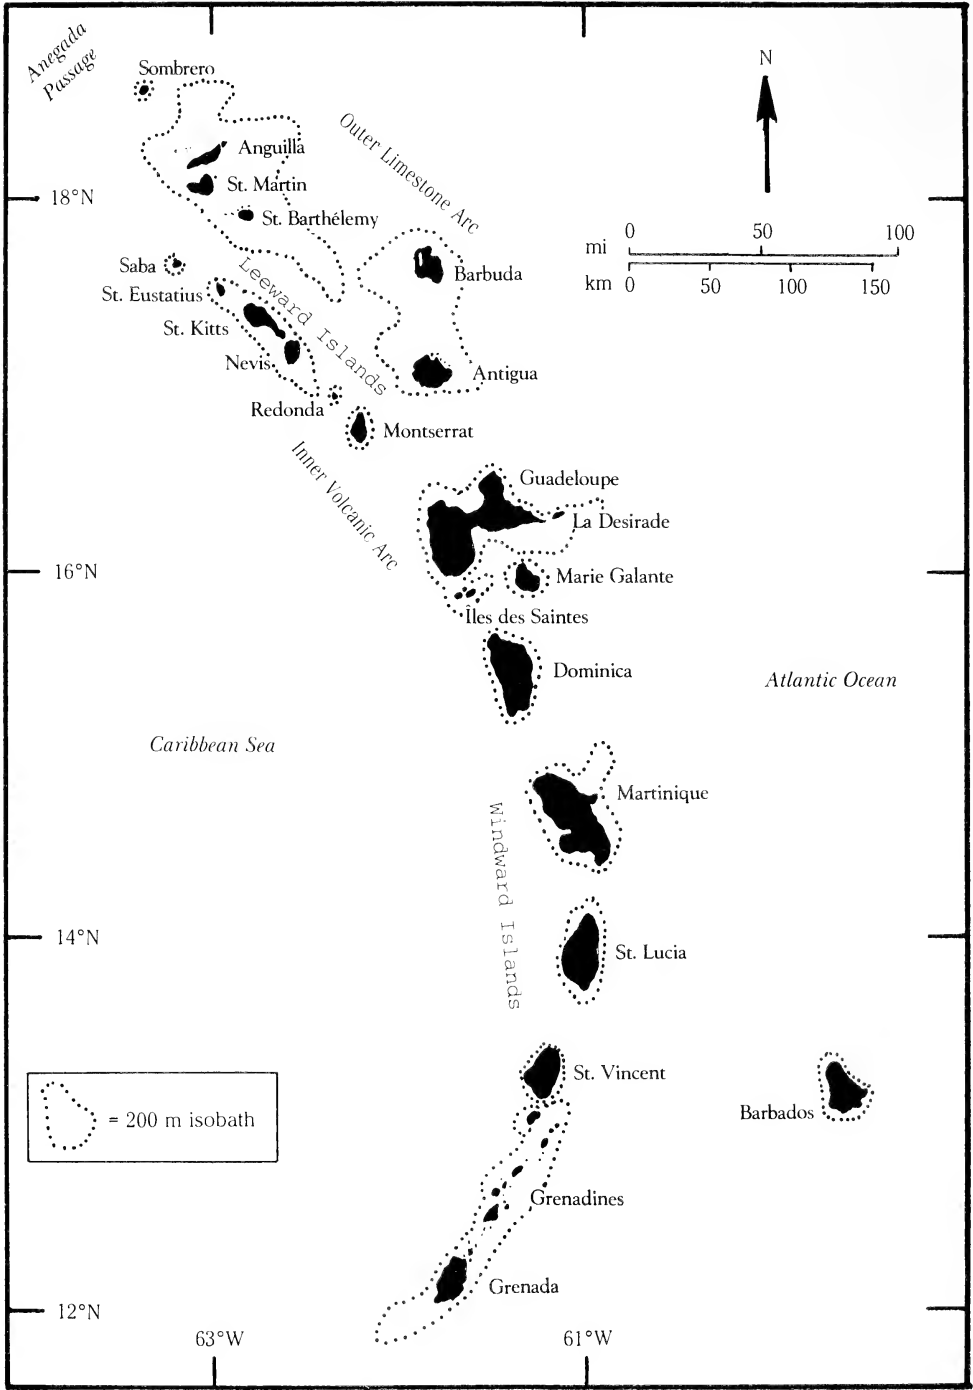 Anegada
Passage
Sombrero
N
Outer Limestone Arc
Anguilla
St. Martin
18°N
St. Barthélemy
mi 0 50 100
km 0 50 100 150
Saba
Barbuda
St. Eustatius
Leeward Islands
St. Kitts
Nevis
Antigua
Redonda
Montserrat
Inner Volcanic Arc
Guadeloupe
La Desirade
16°N
Marie Galante
Îles des Saintes
Dominica
Atlantic Ocean
Caribbean Sea
Martinique
Windward Islands
14°N
St. Lucia
St. Vincent
Barbados
= 200 m isobath
Grenadines
Grenada
12°N
63°W
61°W